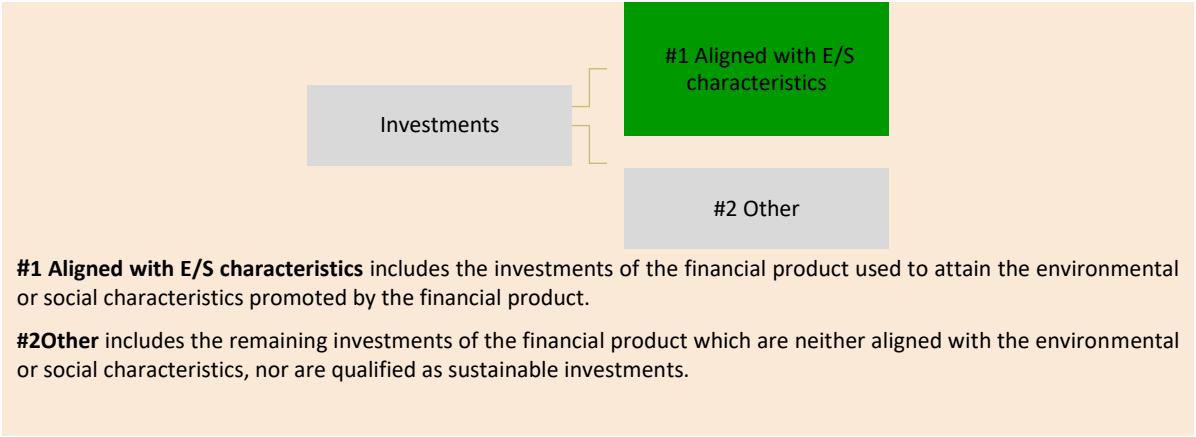 #1 Aligned with E/S
characteristics
Investments
#2 Other
#1 Aligned with E/S characteristics includes the investments of the financial product used to attain the environmental
or social characteristics promoted by the financial product.
#2Other includes the remaining investments of the financial product which are neither aligned with the environmental
or social characteristics, nor are qualified as sustainable investments.